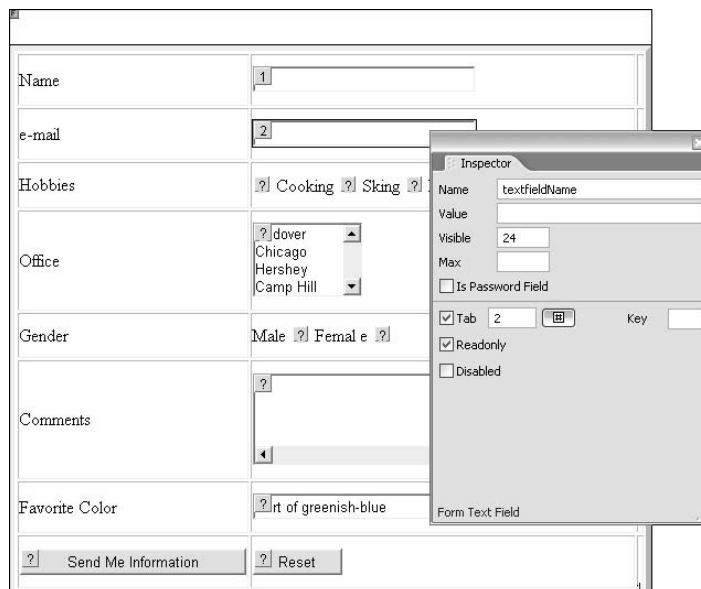 F
Name 1
e-mail 2
Hobbies ? Cooking ? Sking ?
Office ? dover
Chicago
Hershey
Camp Hill
Gender Male ? Femal e ?
Comments ?
Favorite Color ? rt of greenish-blue
? Send Me Information ? Reset
Inspector
Name textfieldName
Value
Visible 24
Max
Is Password Field
Tab 2 Key
Readonly
Disabled
Form Text Field